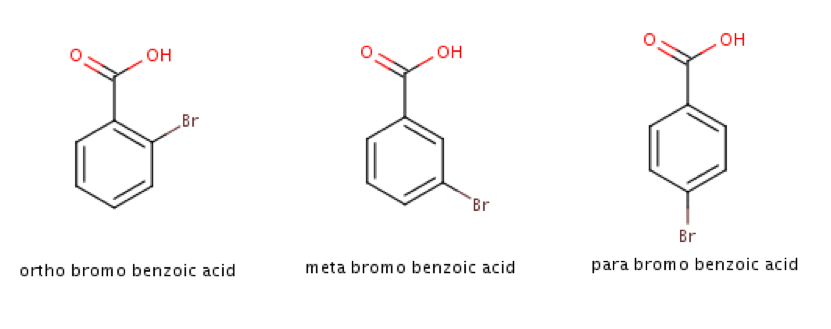 O OH
Br
ortho bromo benzoic acid
O OH
Br
meta bromo benzoic acid
O OH
Br
para bromo benzoic acid